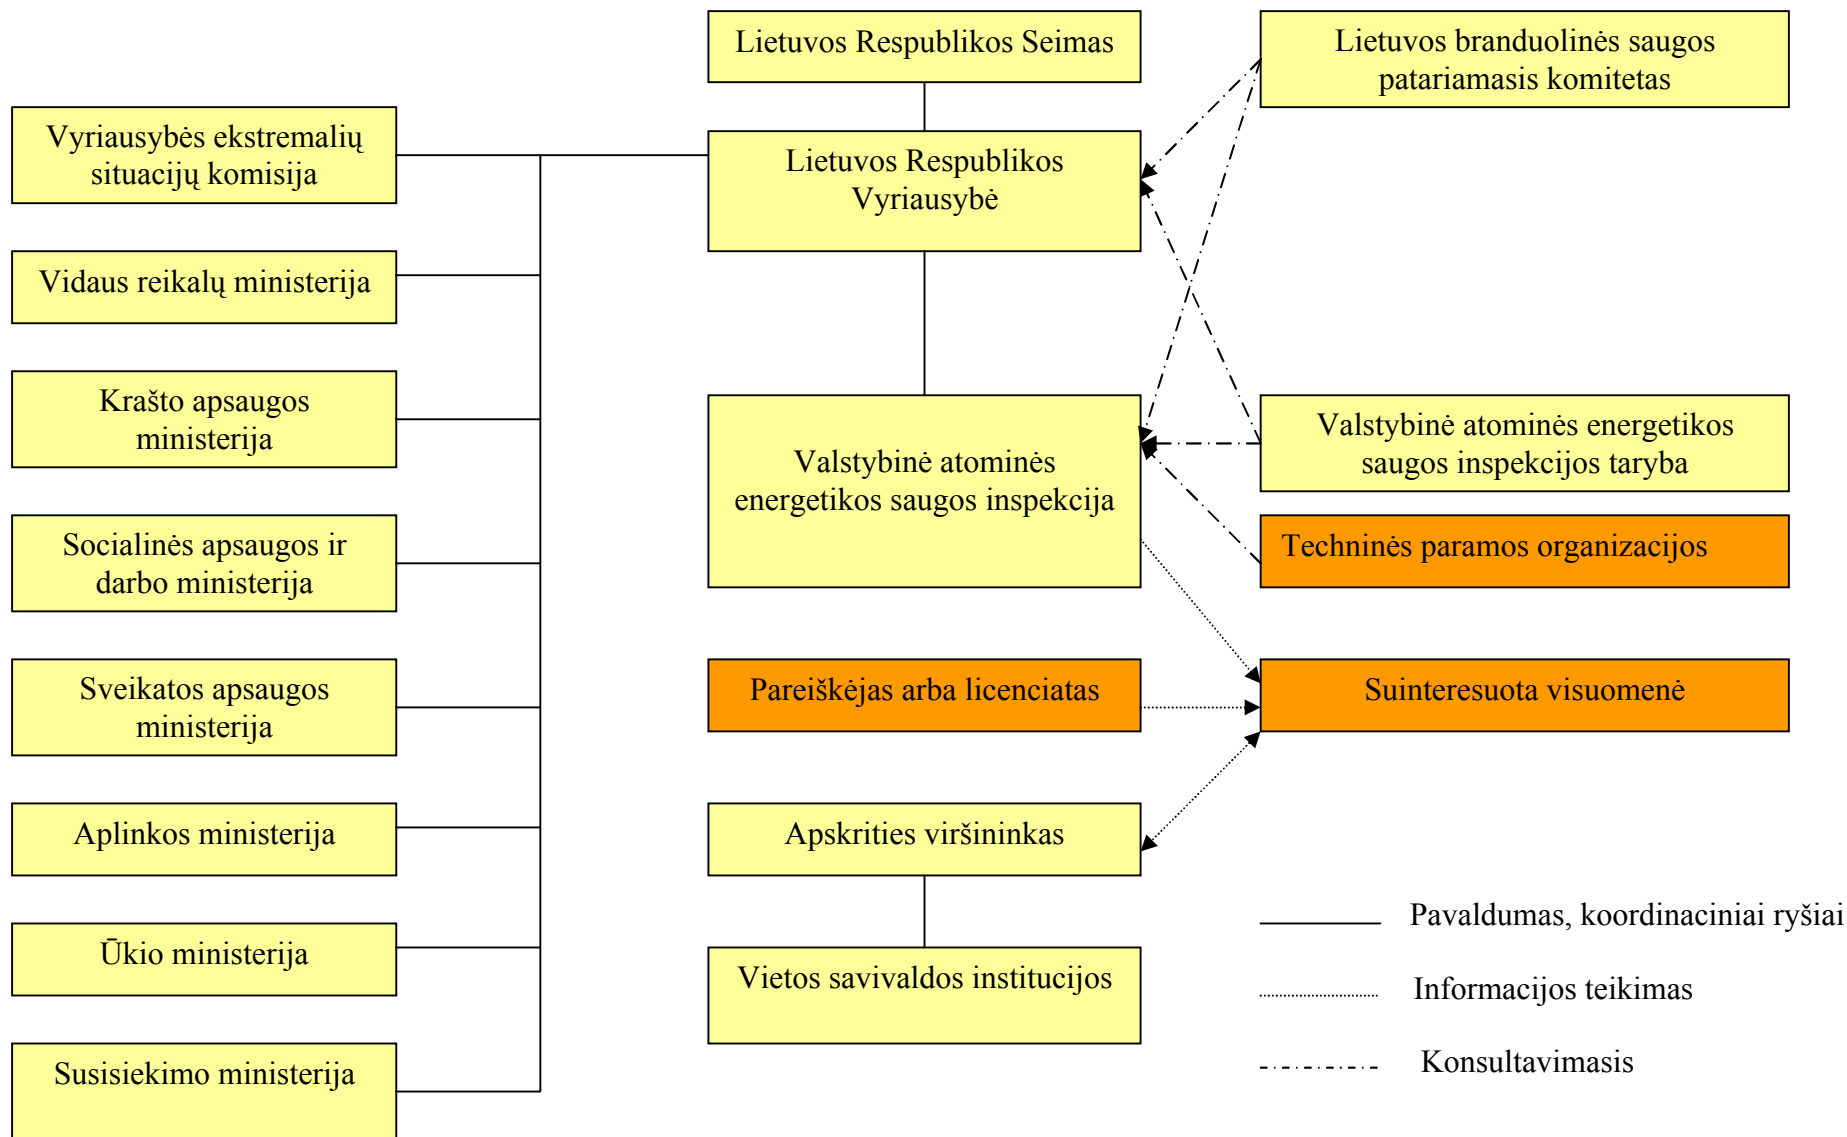 Lietuvos Respublikos Seimas
Lietuvos branduolinės saugos
patariamasis komitetas
Vyriausybės ekstremalių
situacijų komisija
Lietuvos Respublikos
Vyriausybė
Vidaus reikalų ministerija
Krašto apsaugos
ministerija
Valstybinė atominės
energetikos saugos inspekcija
Valstybinė atominės energetikos
saugos inspekcijos taryba
Socialinės apsaugos ir
darbo ministerija
Techninės paramos organizacijos
Sveikatos apsaugos
ministerija
Pareiškėjas arba licenciatas
Suinteresuota visuomenė
Aplinkos ministerija
Apskrities viršininkas
Ūkio ministerija
Vietos savivaldos institucijos
Susisiekimo ministerija
Pavaldumas, koordinaciniai ryšiai
Informacijos teikimas
Konsultavimasis